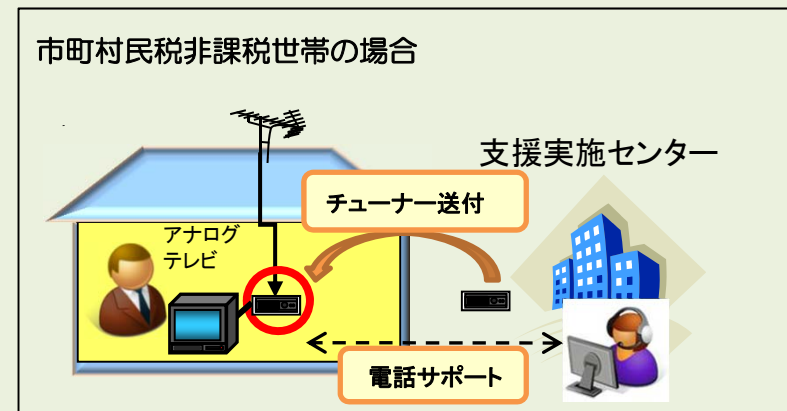 市町村民税非課税世帯の場合
支援実施センター
チューナー送付
アナログ
テレビ
電話サポート